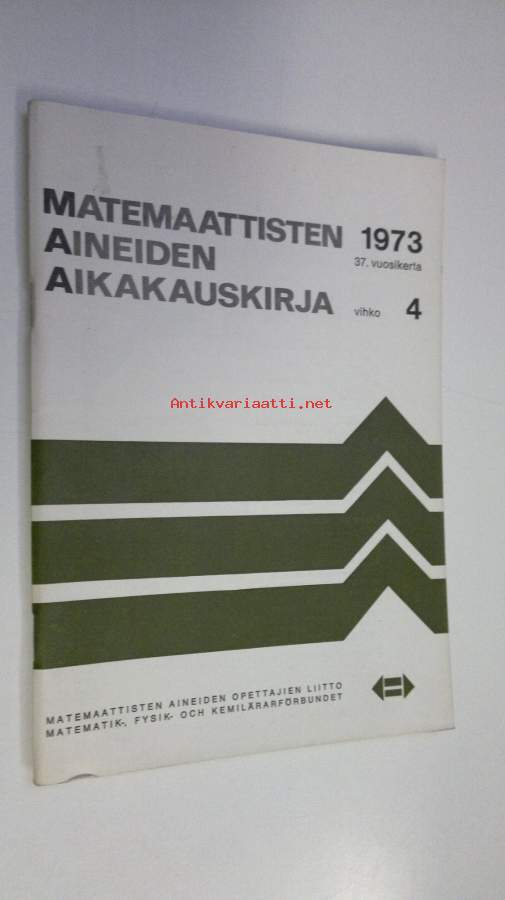 MATEMAATTISTEN 1973
AINEIDEN 37. vuosikerta
AIKAKAUSKIRJA vihko 4
Antikvariaatti.net
MATEMAATTISTEN AINEIDEN OPETTAJIEN LIITTO
MATEMATIK-, FYSIK- OCH KEMILÄRARFÖRBUNDET